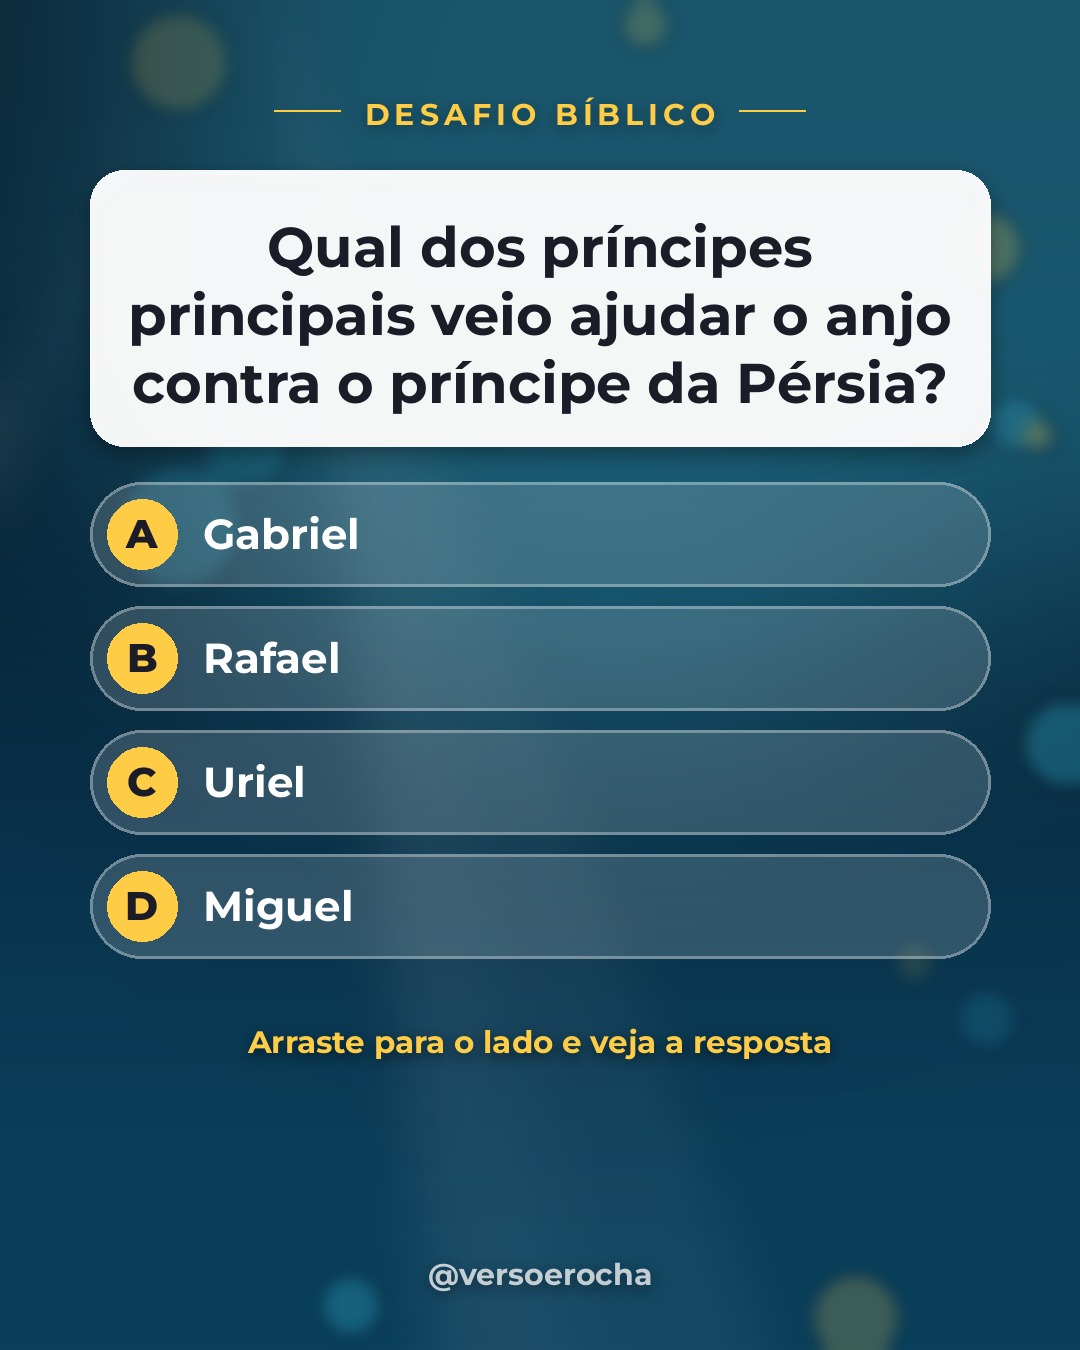 DESAFIO BÍBLICO
Qual dos príncipes
principais veio ajudar o anjo
contra o príncipe da Pérsia?
A Gabriel
B Rafael
C Uriel
D Miguel
Arraste para o lado e veja a resposta
@versoerocha